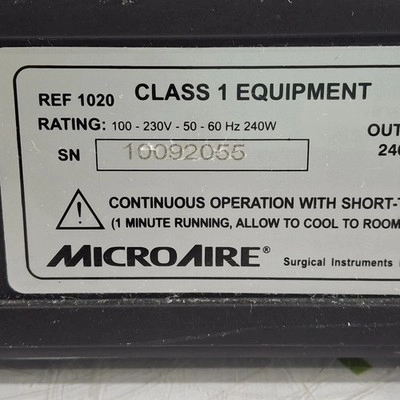 REF 1020 CLASS 1 EQUIPMENT
RATING: 100 - 230V - 50 - 60 Hz 240W
OUT
SN 10092055
240
CONTINUOUS OPERATION WITH SHORT-T
(1 MINUTE RUNNING, ALLOW TO COOL TO ROOM
MICROAIRE® Surgical Instruments